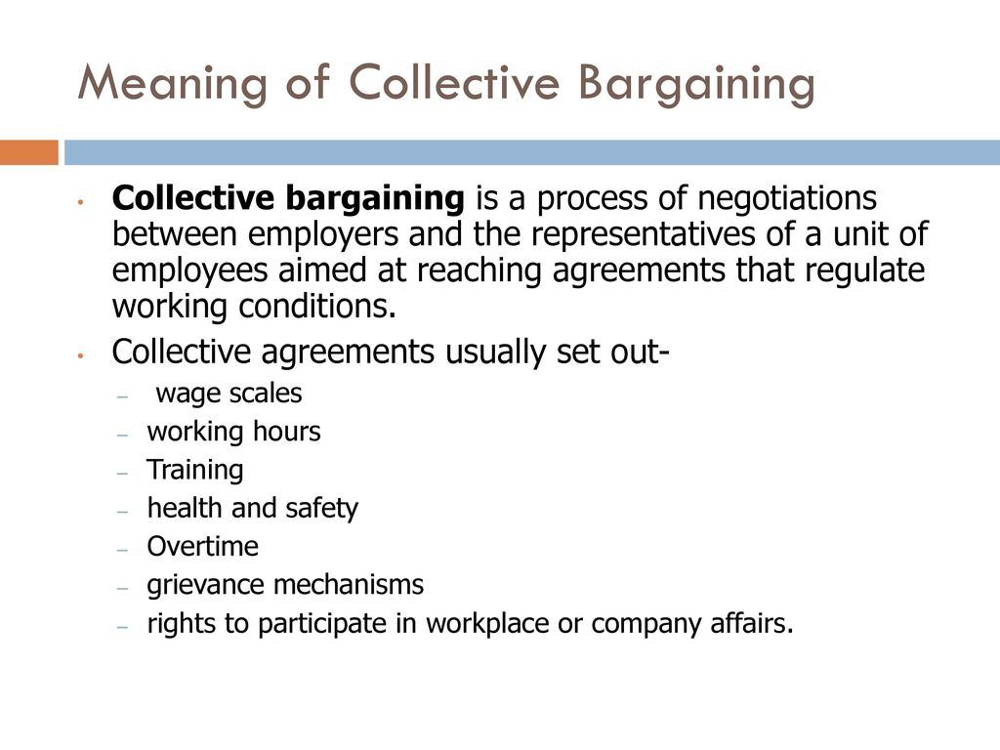 Meaning of Collective Bargaining
• Collective bargaining is a process of negotiations
between employers and the representatives of a unit of
employees aimed at reaching agreements that regulate
working conditions.
• Collective agreements usually set out-
– wage scales
– working hours
– Training
– health and safety
– Overtime
– grievance mechanisms
– rights to participate in workplace or company affairs.